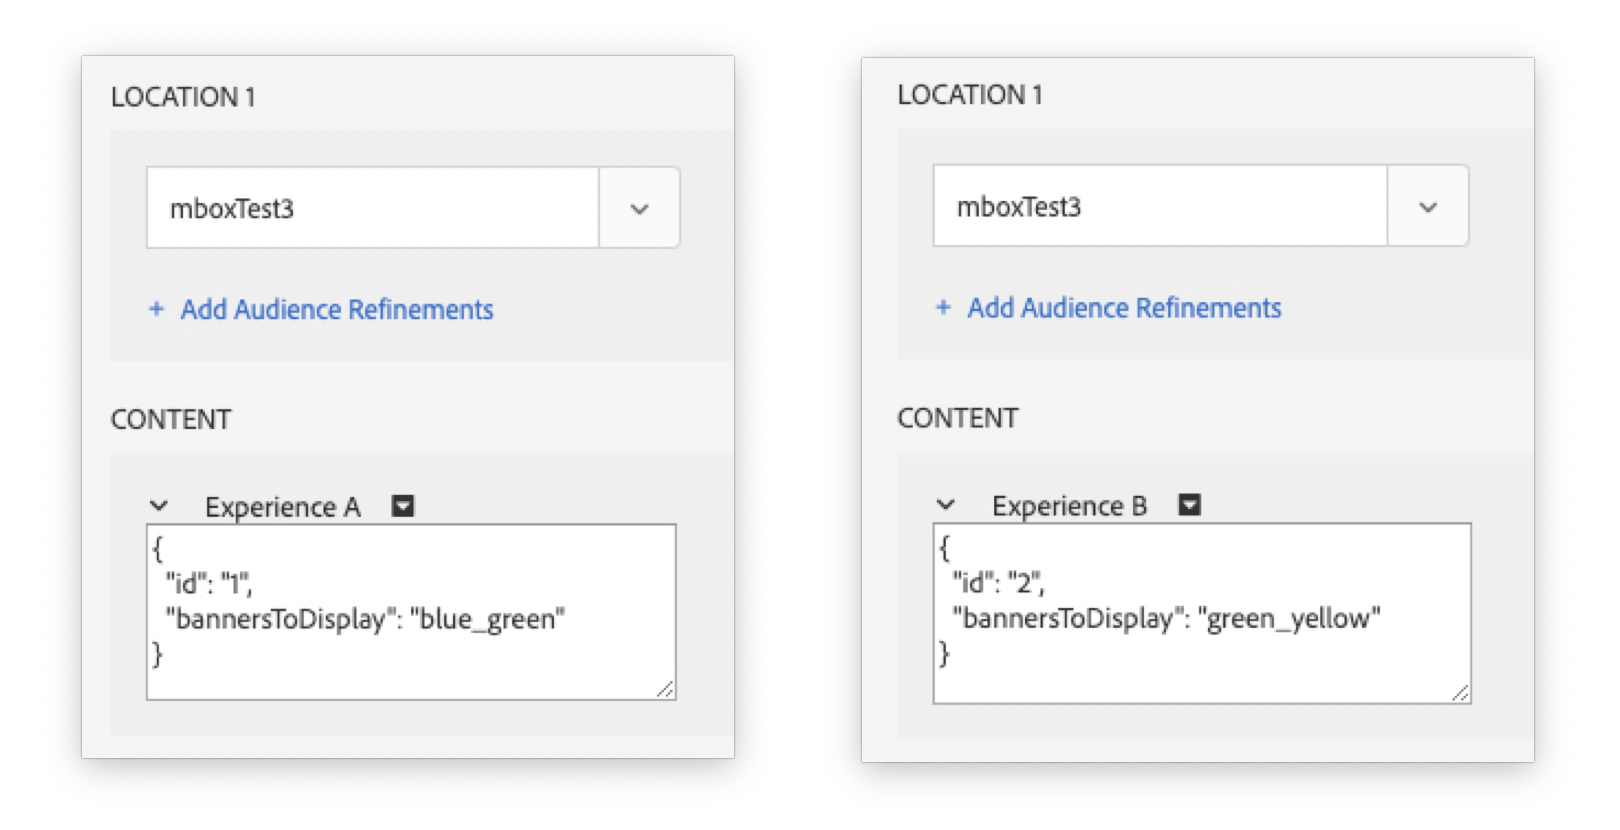 LOCATION 1
mboxTest3
+ Add Audience Refinements
CONTENT
Experience A
{
"id": "1",
"bannersToDisplay": "blue_green"
}
LOCATION 1
mboxTest3
+ Add Audience Refinements
CONTENT
Experience B
{
"id": "2",
"bannersToDisplay": "green_yellow"
}